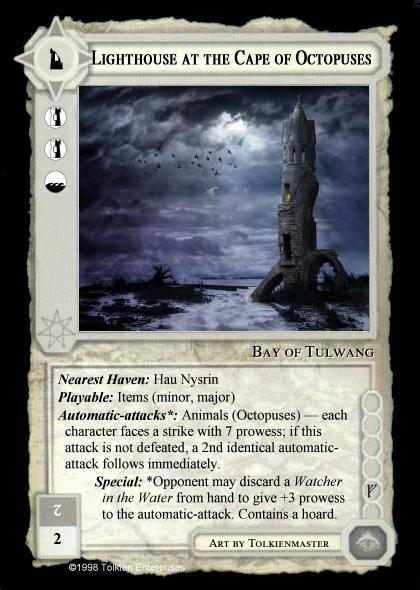 Lighthouse at the Cape of Octopuses
Bay of Tulwang
Nearest Haven: Hau Nysrin
Playable: Items (minor, major)
Automatic-attacks*: Animals (Octopuses) — each
character faces a strike with 7 prowess; if this
attack is not defeated, a 2nd identical automatic-
attack follows immediately.
Special: *Opponent may discard a Watcher
in the Water from hand to give +3 prowess
to the automatic-attack. Contains a hoard.
2
2
Art by Tolkienmaster
©1998 Tolkien Enterprises